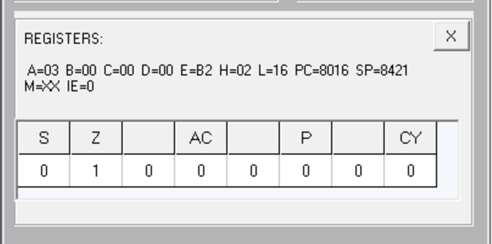 REGISTERS:
X
A=03 B=00 C=00 D=00 E=B2 H=02 L=16 PC=8016 SP=8421
M=XX IE=0
S Z AC P CY
0 1 0 0 0 0 0 0